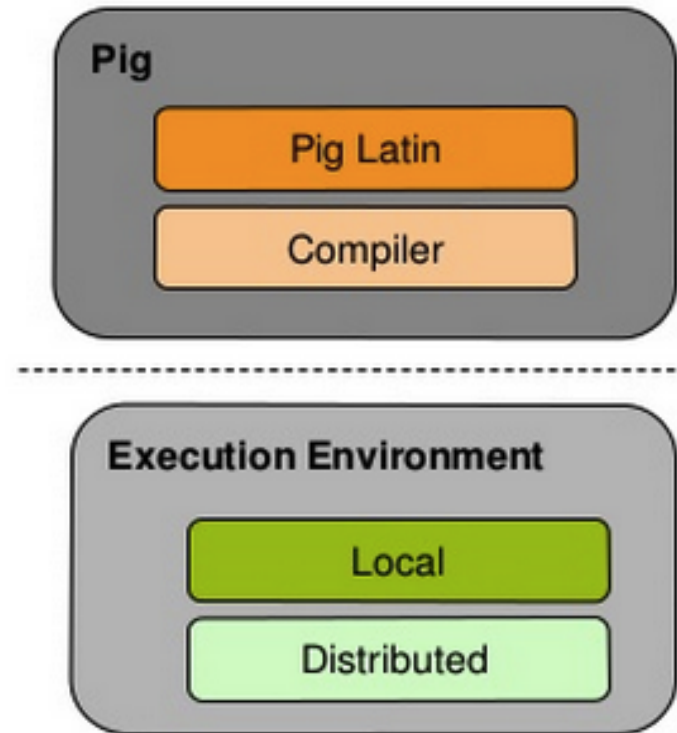 Pig
Pig Latin
Compiler
Execution Environment
Local
Distributed